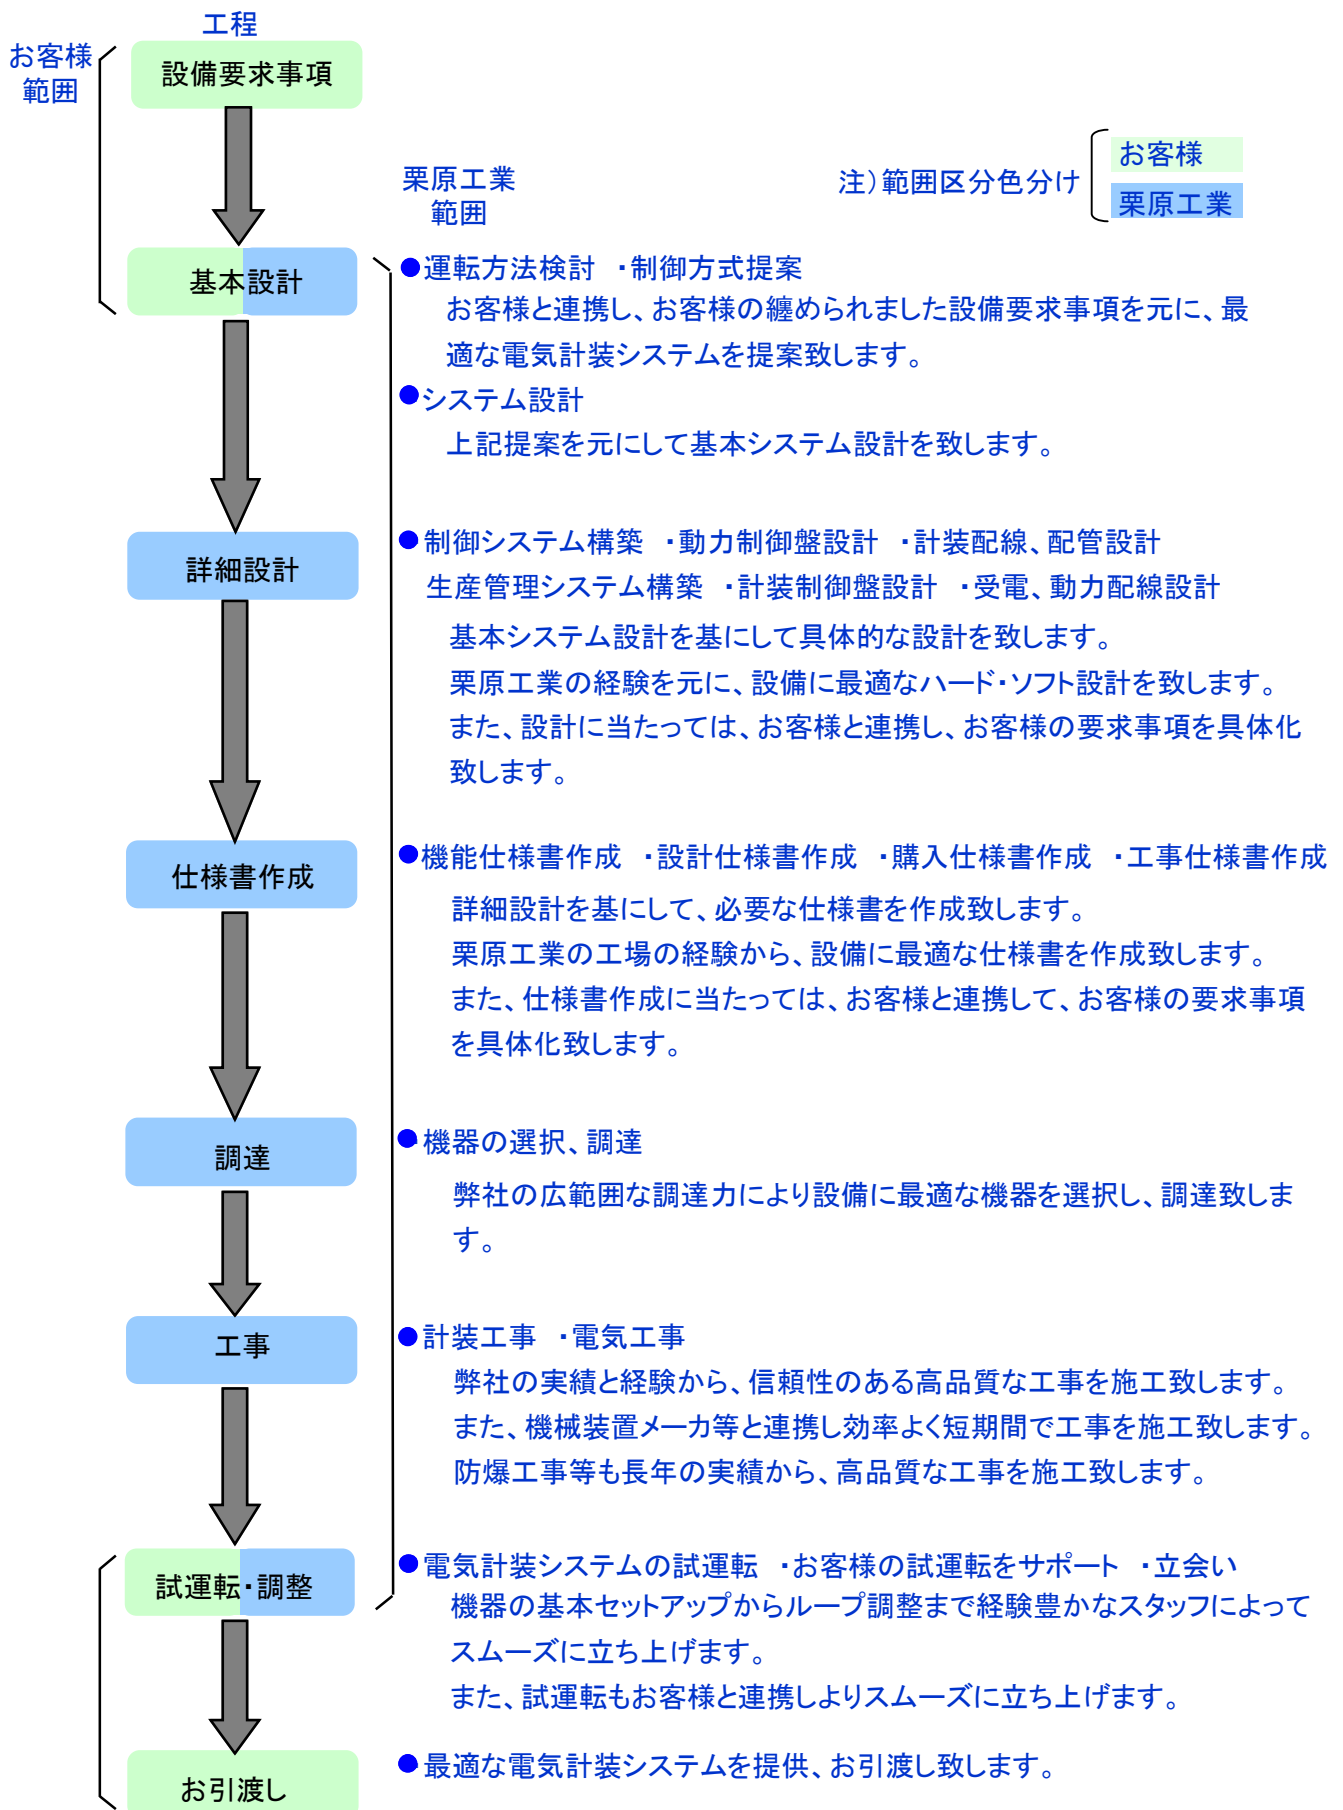 工程
お客様
範囲
設備要求事項
栗原工業
範囲
注）範囲区分色分け
お客様
栗原工業
基本設計
●運転方法検討　・制御方式提案
お客様と連携し、お客様の纏められました設備要求事項を元に、最
適な電気計装システムを提案致します。
●システム設計
上記提案を元にして基本システム設計を致します。
詳細設計
●制御システム構築　・動力制御盤設計　・計装配線、配管設計
生産管理システム構築　・計装制御盤設計　・受電、動力配線設計
基本システム設計を基にして具体的な設計を致します。
栗原工業の経験を元に、設備に最適なハード・ソフト設計を致します。
また、設計に当たっては、お客様と連携し、お客様の要求事項を具体化
致します。
仕様書作成
●機能仕様書作成　・設計仕様書作成　・購入仕様書作成　・工事仕様書作成
詳細設計を基にして、必要な仕様書を作成致します。
栗原工業の工場の経験から、設備に最適な仕様書を作成致します。
また、仕様書作成に当たっては、お客様と連携して、お客様の要求事項
を具体化致します。
調達
●機器の選択、調達
弊社の広範囲な調達力により設備に最適な機器を選択し、調達致しま
す。
工事
●計装工事　・電気工事
弊社の実績と経験から、信頼性のある高品質な工事を施工致します。
また、機械装置メーカ等と連携し効率よく短期間で工事を施工致します。
防爆工事等も長年の実績から、高品質な工事を施工致します。
試運転・調整
●電気計装システムの試運転　・お客様の試運転をサポート　・立会い
機器の基本セットアップからループ調整まで経験豊かなスタッフによって
スムーズに立ち上げます。
また、試運転もお客様と連携しよりスムーズに立ち上げます。
お引渡し
●最適な電気計装システムを提供、お引渡し致します。